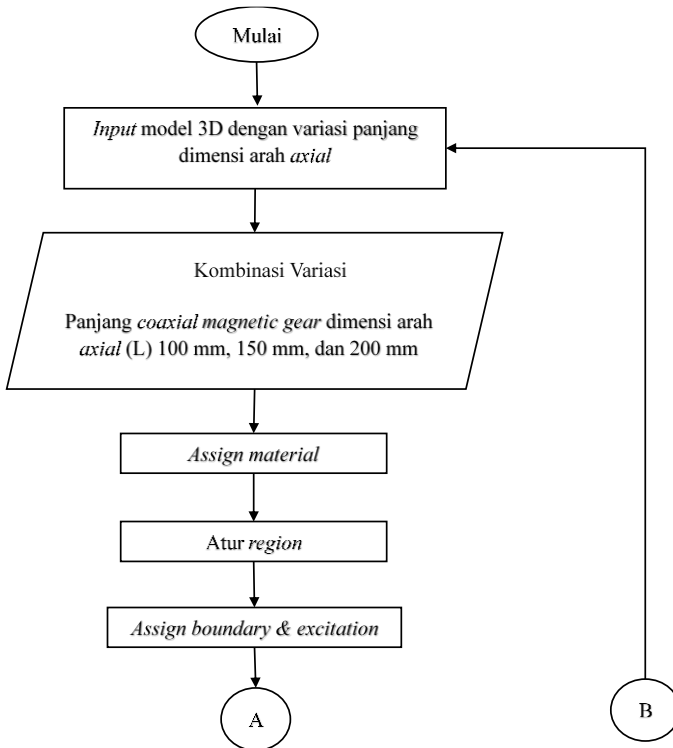 Mulai
Input model 3D dengan variasi panjang
dimensi arah axial
Kombinasi Variasi
Panjang coaxial magnetic gear dimensi arah
axial (L) 100 mm, 150 mm, dan 200 mm
Assign material
Atur region
Assign boundary & excitation
A
B